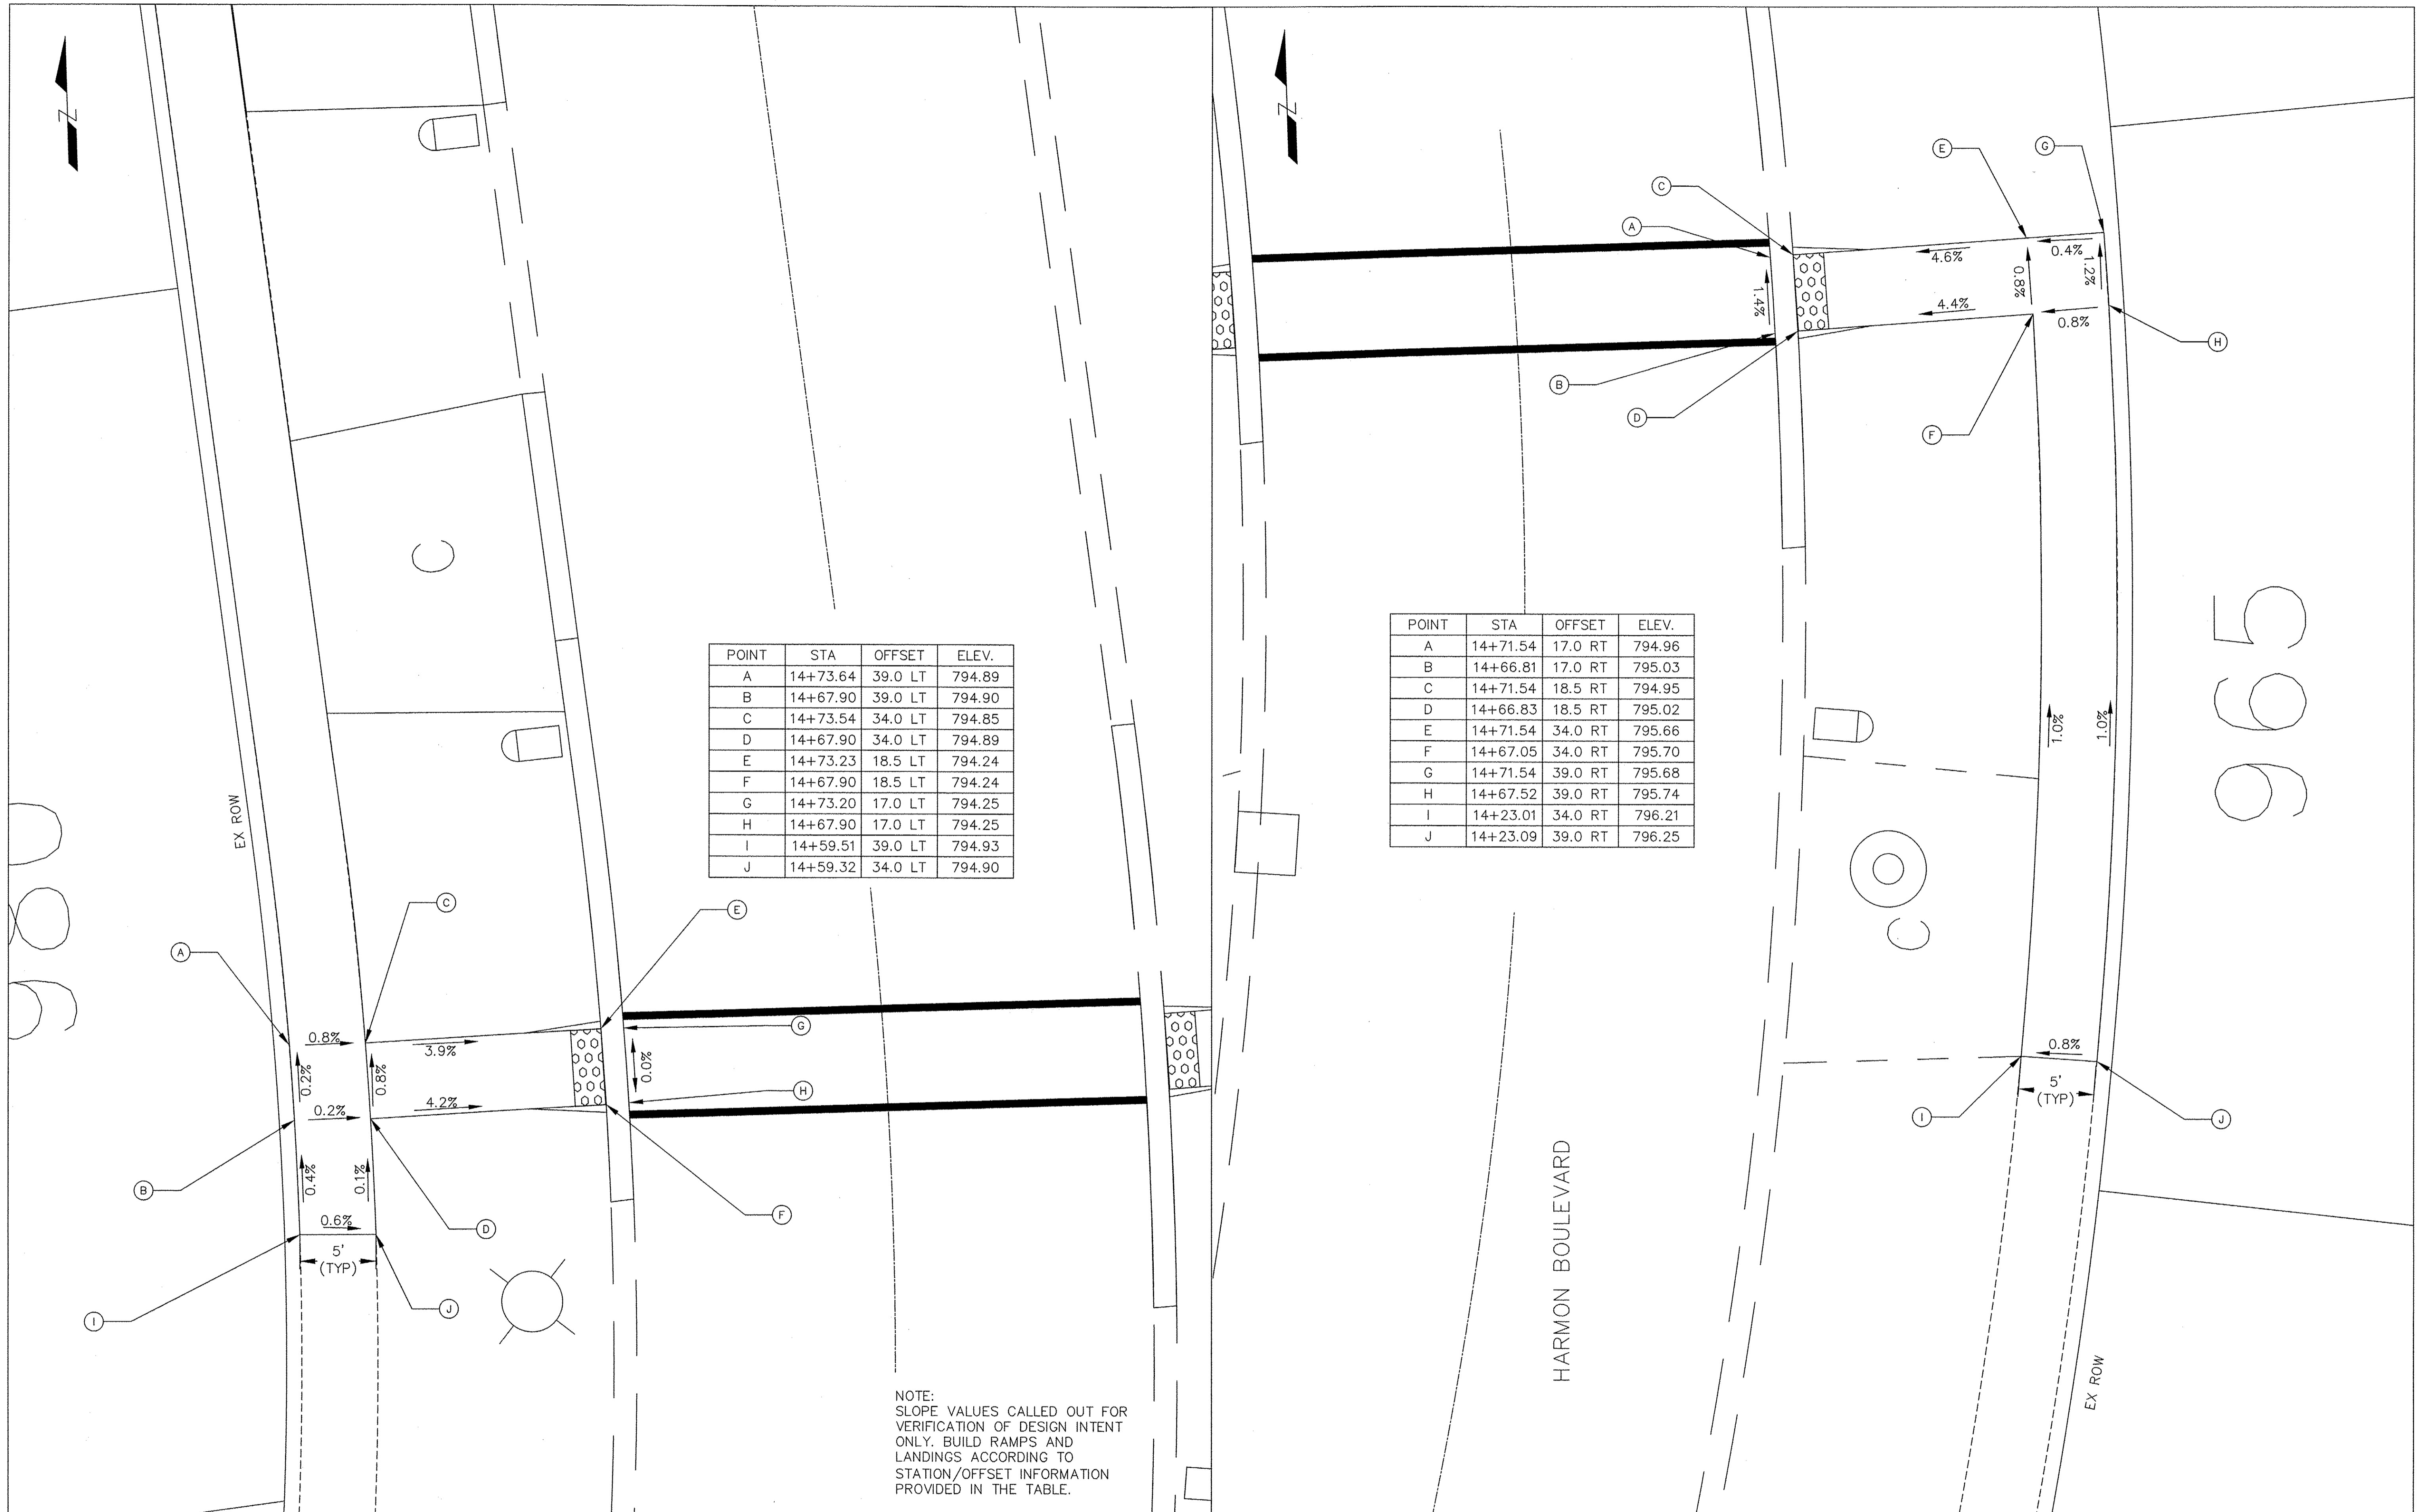 Z
Z
E
G
C
A
4.6%
0.4%
1.2%
0.8%
1.4%
4.4%
0.8%
H
B
D
F
C
POINT STA OFFSET ELEV.
A 14+73.64 39.0 LT 794.89
B 14+67.90 39.0 LT 794.90
C 14+73.54 34.0 LT 794.85
D 14+67.90 34.0 LT 794.89
E 14+73.23 18.5 LT 794.24
F 14+67.90 18.5 LT 794.24
G 14+73.20 17.0 LT 794.25
H 14+67.90 17.0 LT 794.25
I 14+59.51 39.0 LT 794.93
J 14+59.32 34.0 LT 794.90
POINT STA OFFSET ELEV.
A 14+71.54 17.0 RT 794.96
B 14+66.81 17.0 RT 795.03
C 14+71.54 18.5 RT 794.95
D 14+66.83 18.5 RT 795.02
E 14+71.54 34.0 RT 795.66
F 14+67.05 34.0 RT 795.70
G 14+71.54 39.0 RT 795.68
H 14+67.52 39.0 RT 795.74
I 14+23.01 34.0 RT 796.21
J 14+23.09 39.0 RT 796.25
965
1.0%
1.0%
EX ROW
980
C
C
E
A
0.8%
3.9%
G
0.2%
0.8%
0.0%
H
0.2%
4.2%
0.8%
5'
(TYP)
I
J
B
0.4%
0.1%
0.6%
D
F
5'
(TYP)
I
J
HARMON BOULEVARD
EX ROW
NOTE:
SLOPE VALUES CALLED OUT FOR
VERIFICATION OF DESIGN INTENT
ONLY. BUILD RAMPS AND
LANDINGS ACCORDING TO
STATION/OFFSET INFORMATION
PROVIDED IN THE TABLE.